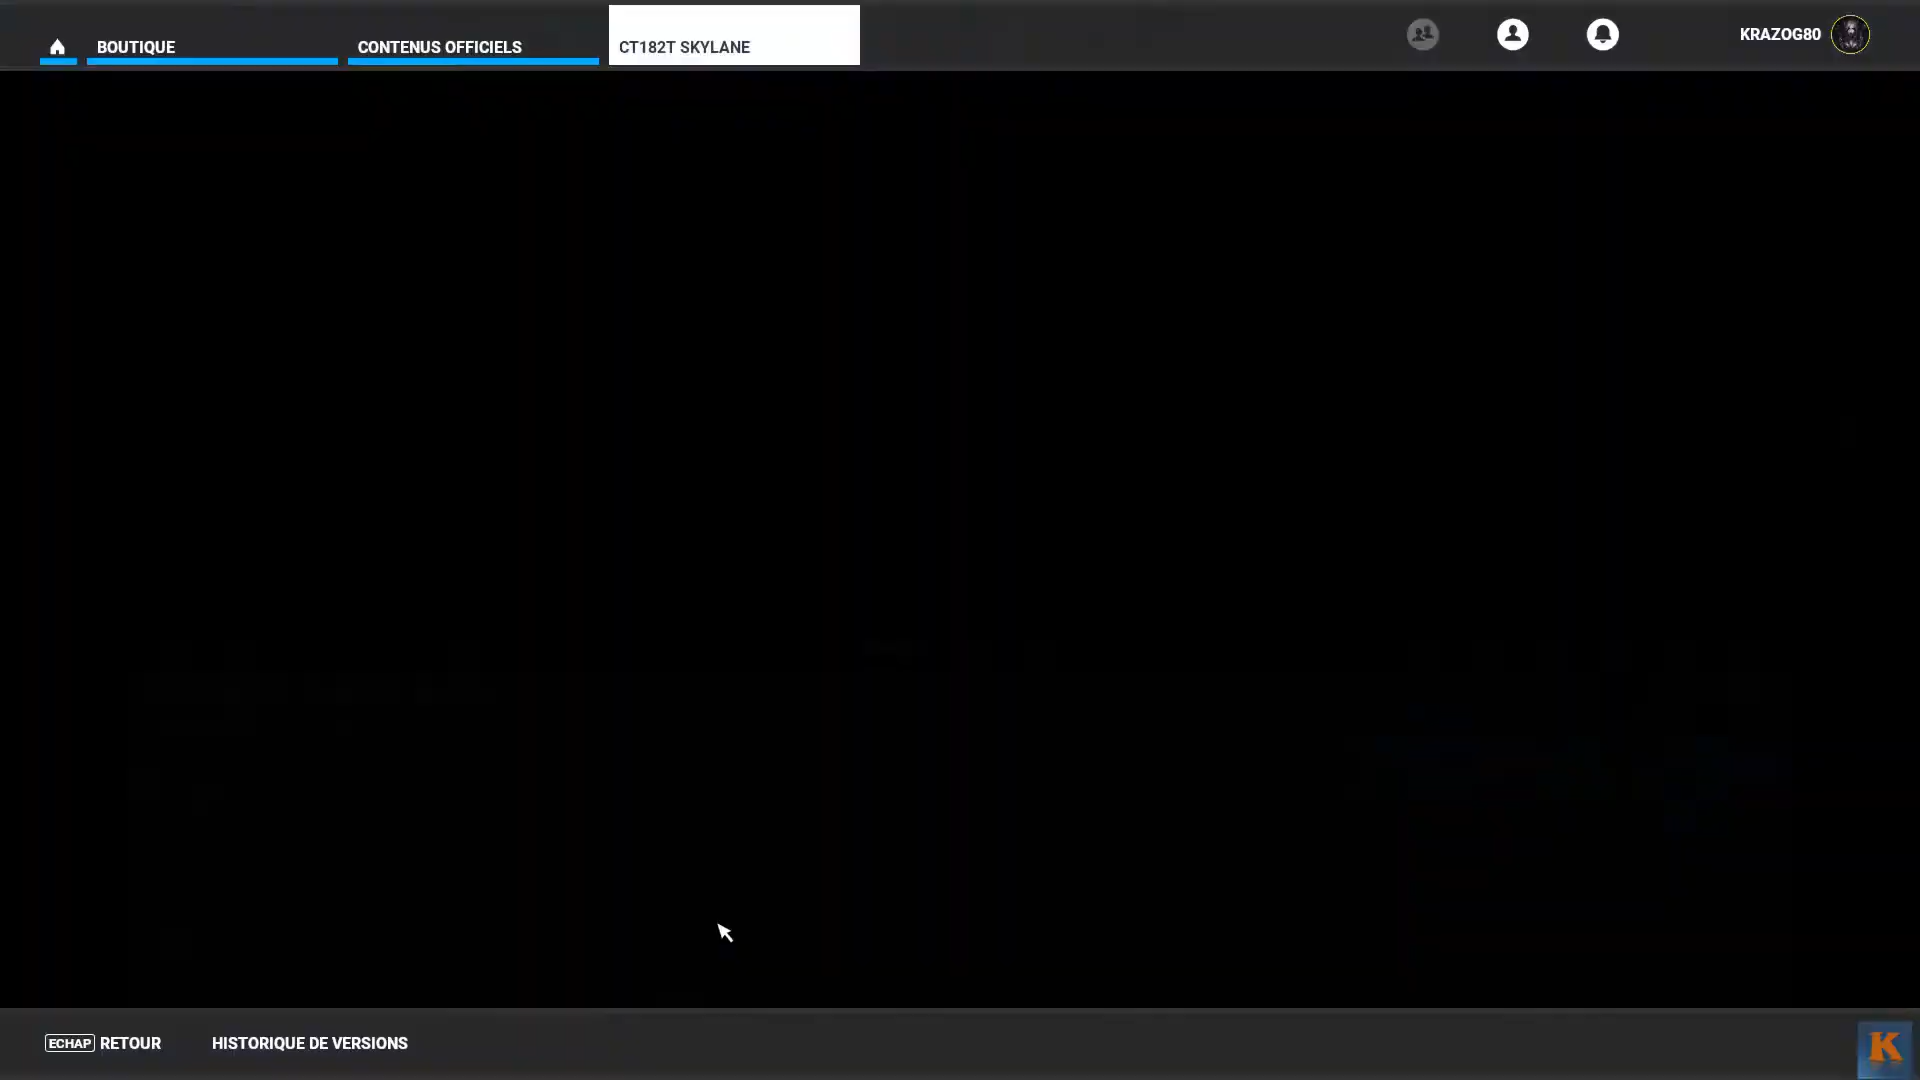 BOUTIQUE
CONTENUS OFFICIELS
CT182T SKYLANE
KRAZOG80
ECHAP RETOUR
HISTORIQUE DE VERSIONS
K